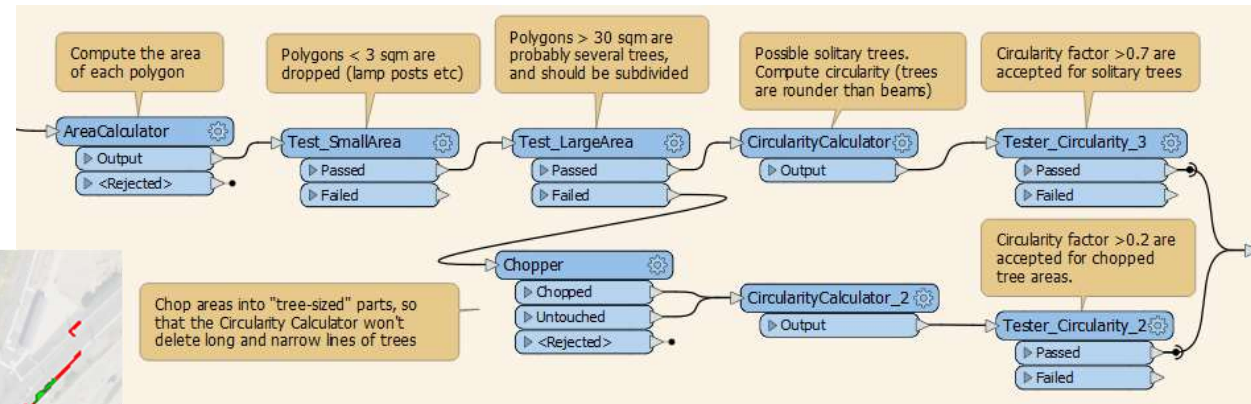 Compute the area
of each polygon
Polygons < 3 sqm are
dropped (lamp posts etc)
Polygons > 30 sqm are
probably several trees,
and should be subdivided
Possible solitary trees.
Compute circularity (trees
are rounder than beams)
Circularity factor >0.7 are
accepted for solitary trees
AreaCalculator
Output
<Rejected>
Test_SmallArea
Passed
Failed
Test_LargeArea
Passed
Failed
CircularityCalculator
Output
Tester_Circularity_3
Passed
Failed
Circularity factor >0.2 are
accepted for chopped
tree areas.
Chop areas into "tree-sized" parts, so
that the Circularity Calculator won't
delete long and narrow lines of trees
Chopper
Chopped
Untouched
<Rejected>
CircularityCalculator_2
Output
Tester_Circularity_2
Passed
Failed